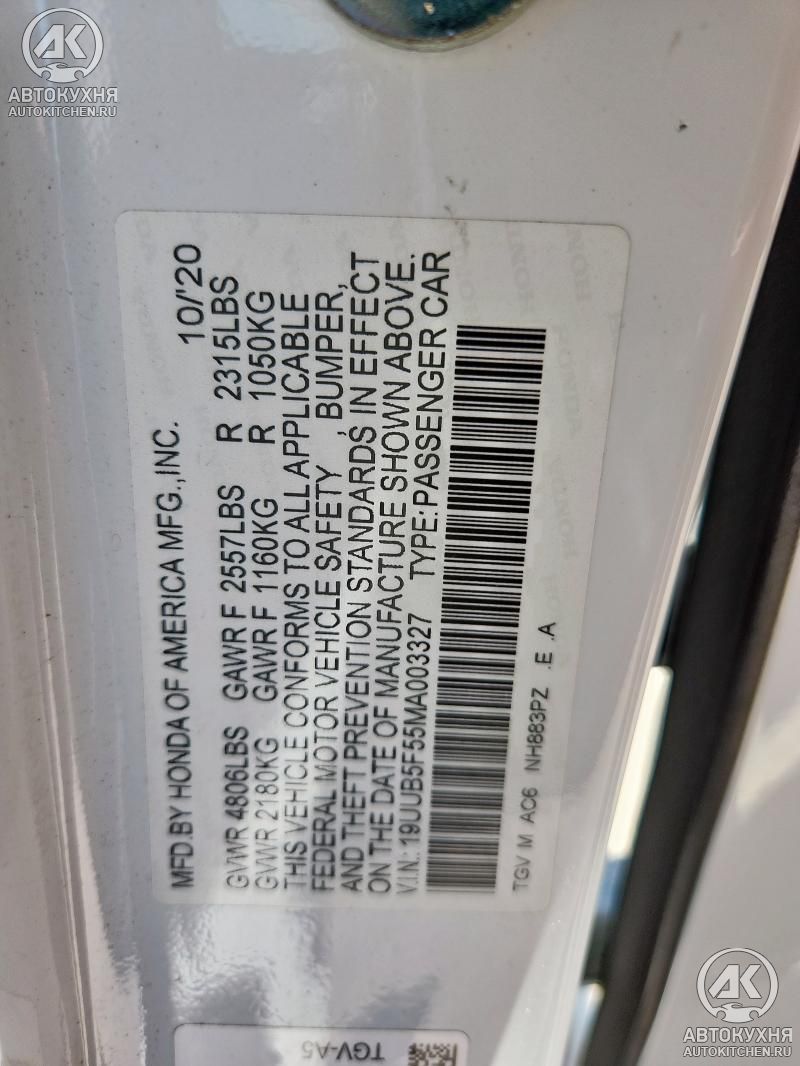 АК
АВТОКУХНЯ
AUTOKITCHEN.RU
MFD.BY HONDA OF AMERICA MFG.,INC. 10/'20
GVWR 4806LBS GAWR F 2557LBS R 2315LBS
GVWR 2180KG GAWR F 1160KG R 1050KG
THIS VEHICLE CONFORMS TO ALL APPLICABLE
FEDERAL MOTOR VEHICLE SAFETY , BUMPER,
AND THEFT PREVENTION STANDARDS IN EFFECT
ON THE DATE OF MANUFACTURE SHOWN ABOVE.
V.I.N.: 19UUB5F55MA003327 TYPE:PASSENGER CAR
TGV M AC6 NH883PZ .E .A
TGV-A5
АК
АВТОКУХНЯ
AUTOKITCHEN.RU